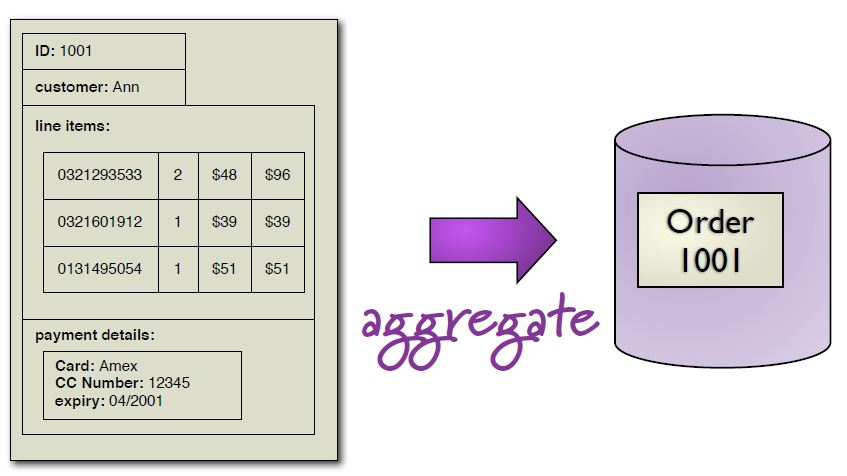 ID: 1001
customer: Ann
line items:
0321293533 2 $48 $96
0321601912 1 $39 $39
0131495054 1 $51 $51
payment details:
Card: Amex
CC Number: 12345
expiry: 04/2001
aggregate
Order
1001